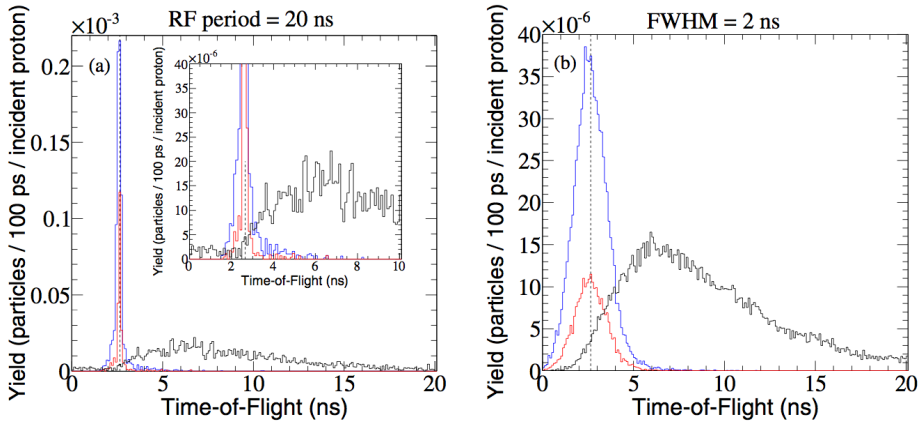 RF period = 20 ns
×10⁻³
(a)
Yield (particles / 100 ps / incident proton)
0.2
0.15
0.1
0.05
0
0 5 10 15 20
Time-of-Flight (ns)
×10⁻⁶
Yield (particles / 100 ps / incident proton)
40
35
30
25
20
15
10
5
0
0 2 4 6 8 10
Time-of-Flight (ns)
FWHM = 2 ns
×10⁻⁶
(b)
Yield (particles / 100 ps / incident proton)
40
35
30
25
20
15
10
5
0
0 5 10 15 20
Time-of-Flight (ns)